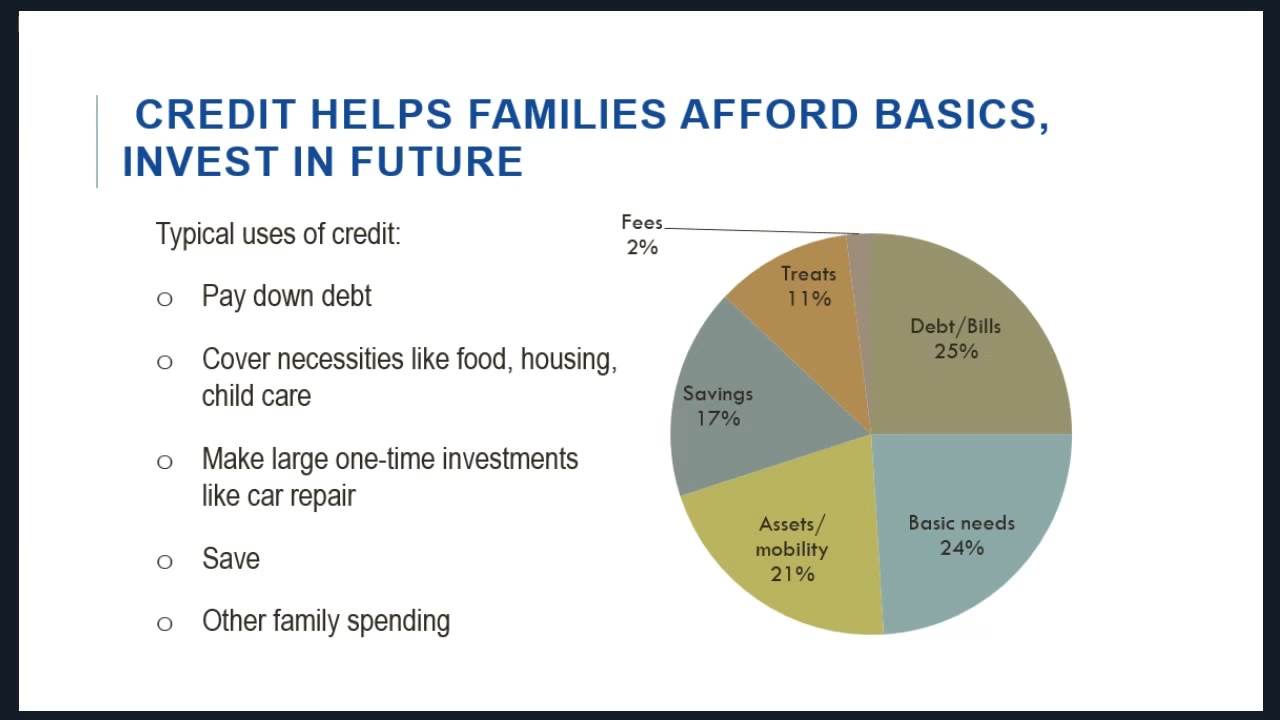 CREDIT HELPS FAMILIES AFFORD BASICS,
INVEST IN FUTURE
Typical uses of credit:
o Pay down debt
o Cover necessities like food, housing,
child care
o Make large one-time investments
like car repair
o Save
o Other family spending
Fees
2%
Treats
11%
Debt/Bills
25%
Savings
17%
Assets/
mobility
21%
Basic needs
24%